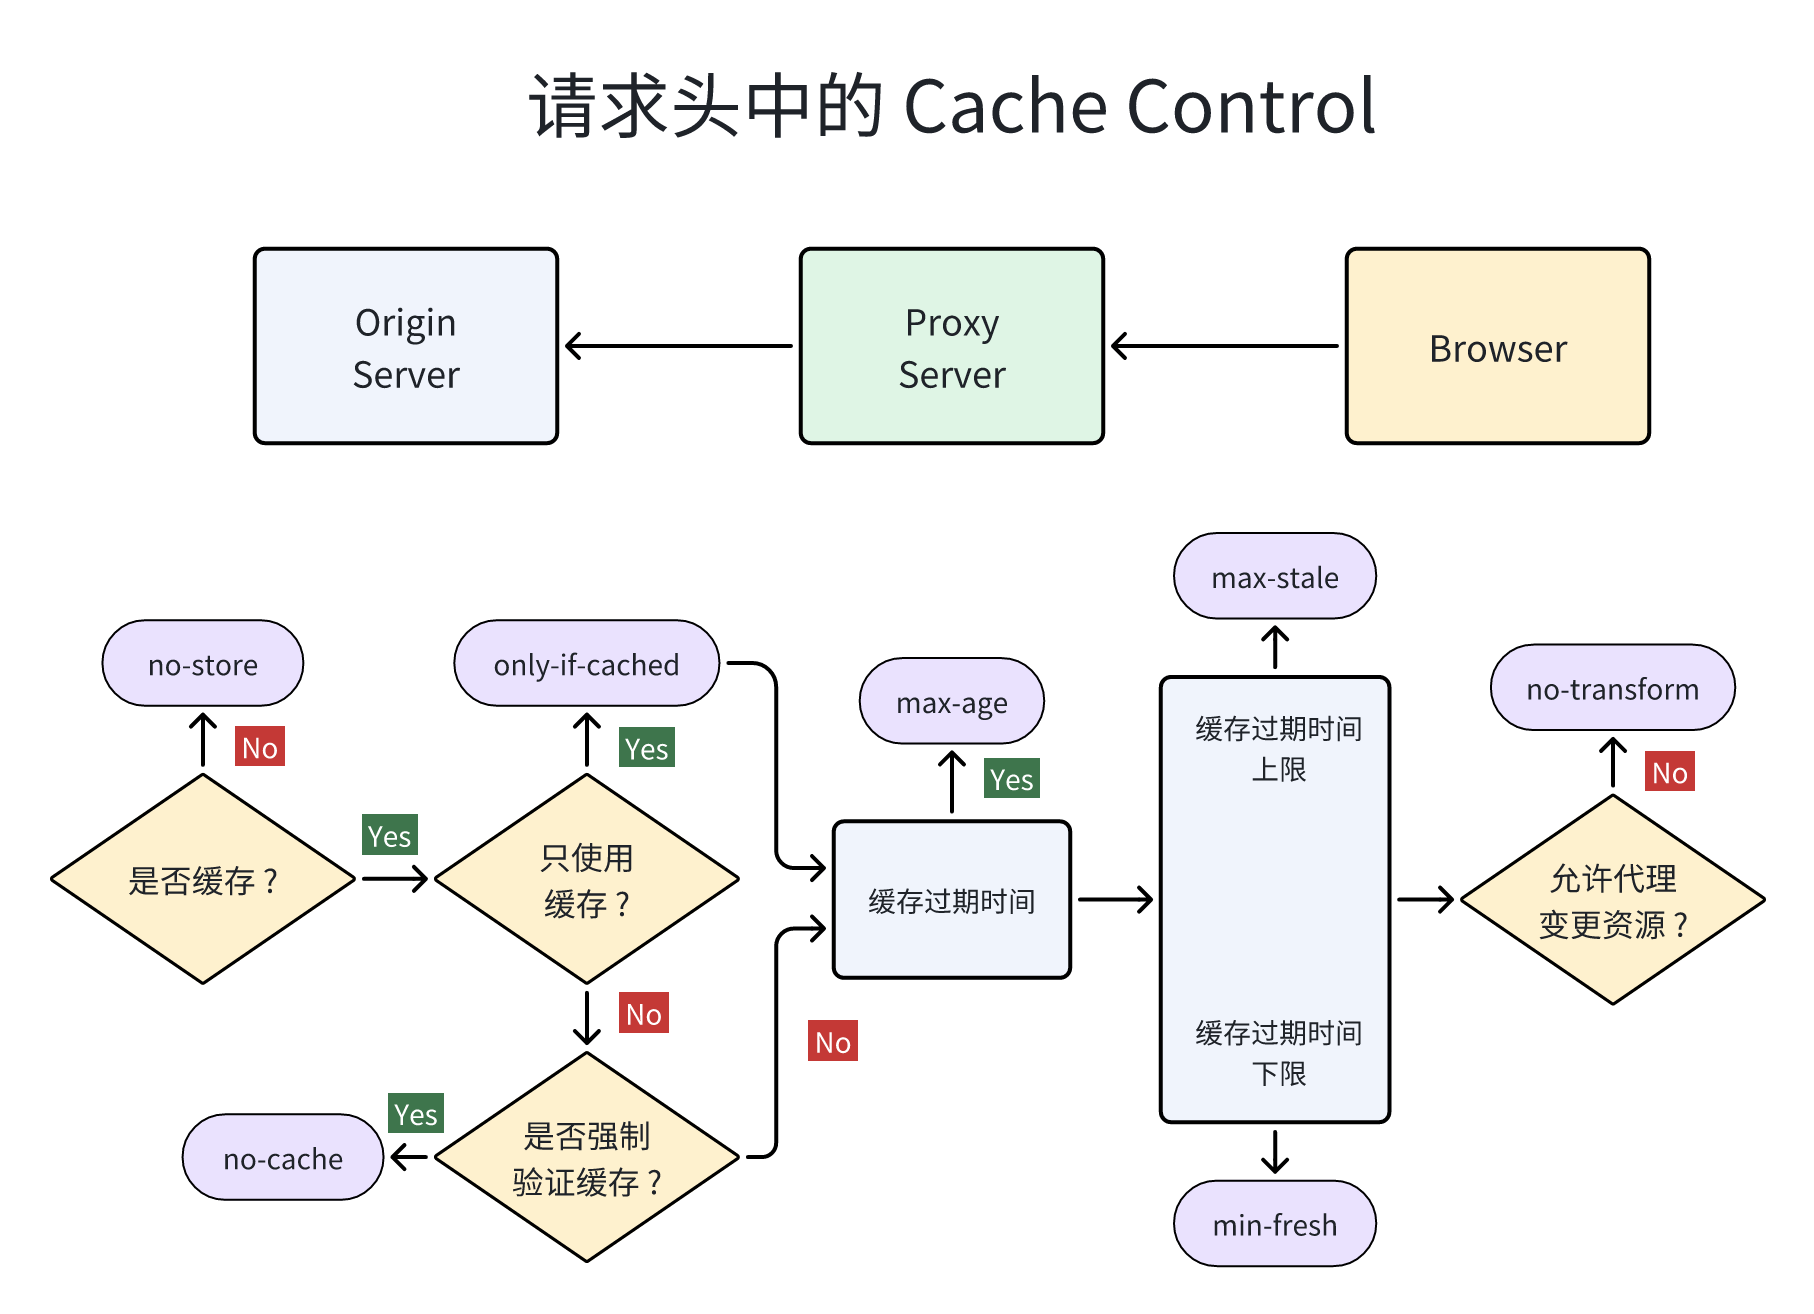 请求头中的 Cache Control
Origin
Server
Proxy
Server
Browser
max-stale
no-store
only-if-cached
max-age
no-transform
No
Yes
Yes
No
缓存过期时间
上限
Yes
是否缓存？
只使用
缓存？
缓存过期时间
允许代理
变更资源？
No
No
缓存过期时间
下限
Yes
no-cache
是否强制
验证缓存？
min-fresh